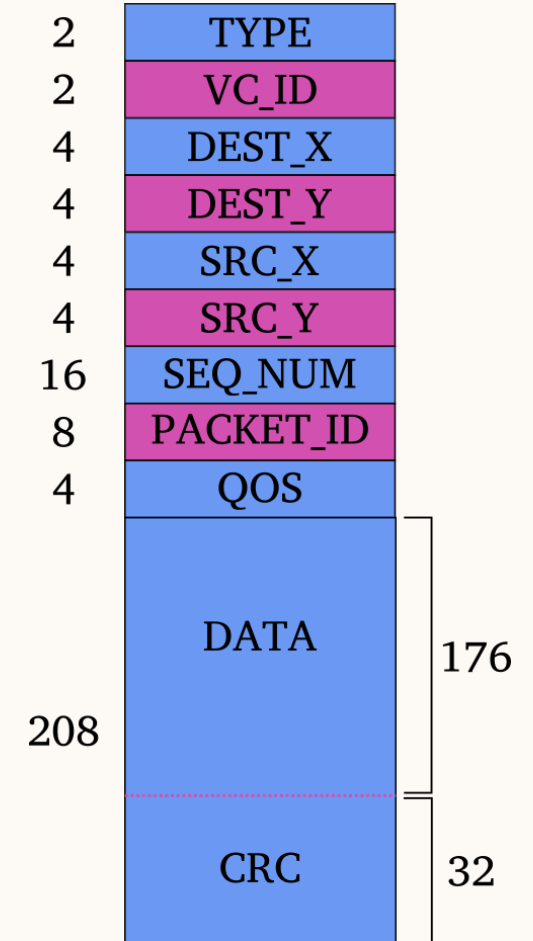 2 TYPE
2 VC_ID
4 DEST_X
4 DEST_Y
4 SRC_X
4 SRC_Y
16 SEQ_NUM
8 PACKET_ID
4 QOS
DATA
176
208
CRC
32